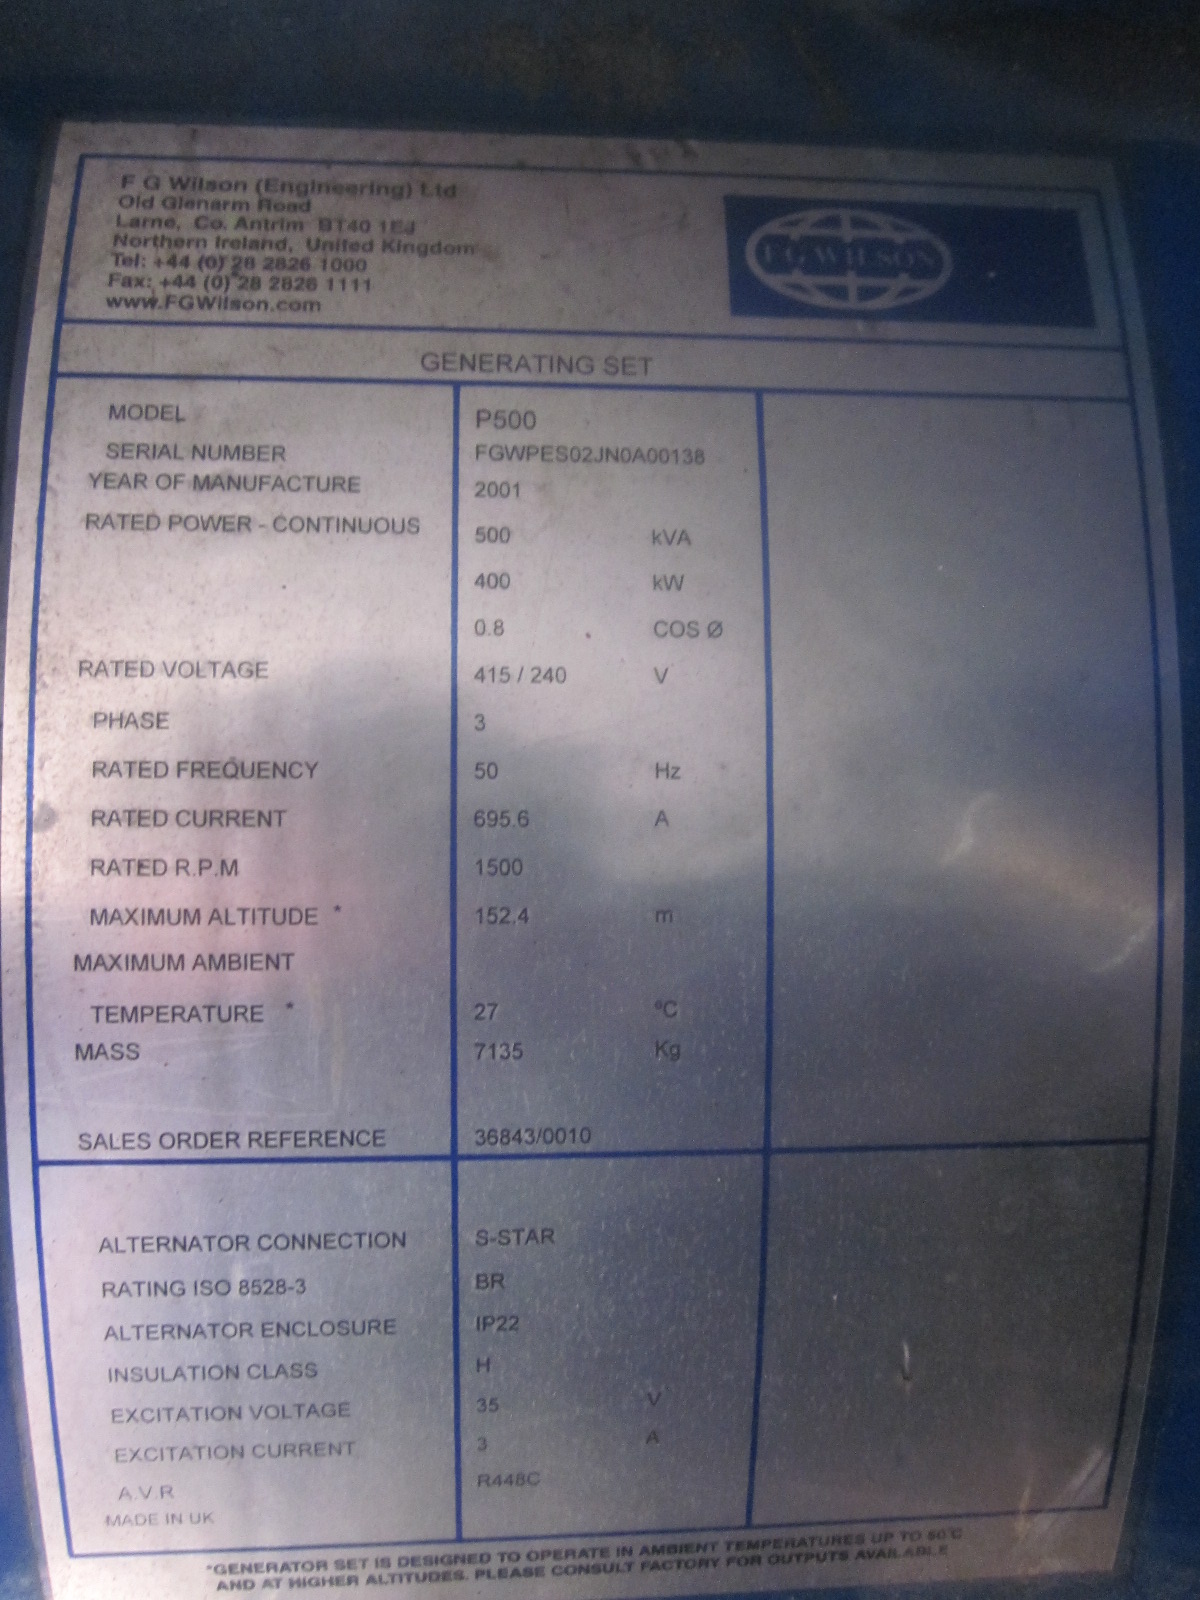 F G Wilson (Engineering) Ltd
Old Glenarm Road
Larne, Co. Antrim BT40 1EJ
Northern Ireland, United Kingdom
Tel: +44 (0) 28 2826 1000
Fax: +44 (0) 28 2826 1111
www.FGWilson.com
FG WILSON
GENERATING SET
MODEL P500
SERIAL NUMBER FGWPES02JN0A00138
YEAR OF MANUFACTURE 2001
RATED POWER - CONTINUOUS 500 kVA
400 kW
0.8 COS Ø
RATED VOLTAGE 415 / 240 V
PHASE 3
RATED FREQUENCY 50 Hz
RATED CURRENT 695.6 A
RATED R.P.M 1500
MAXIMUM ALTITUDE * 152.4 m
MAXIMUM AMBIENT
TEMPERATURE * 27 ºC
MASS 7135 Kg
SALES ORDER REFERENCE 36843/0010
ALTERNATOR CONNECTION S-STAR
RATING ISO 8528-3 BR
ALTERNATOR ENCLOSURE IP22
INSULATION CLASS H
EXCITATION VOLTAGE 35 V
EXCITATION CURRENT 3 A
A.V.R R448C
MADE IN UK
*GENERATOR SET IS DESIGNED TO OPERATE IN AMBIENT TEMPERATURES UP TO 50°C
AND AT HIGHER ALTITUDES. PLEASE CONSULT FACTORY FOR OUTPUTS AVAILABLE